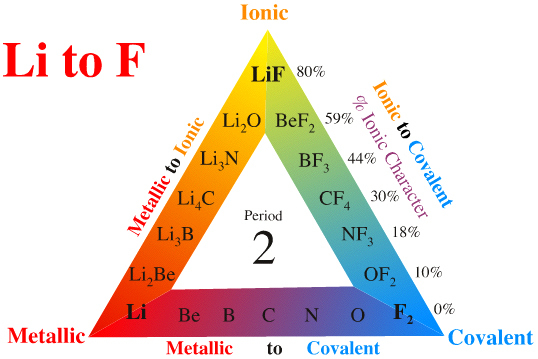 Ionic
Li to F
LiF 80%
Li₂O BeF₂ 59%
Li₃N BF₃ 44%
Li₄C CF₄ 30%
Li₃B NF₃ 18%
Li₂Be OF₂ 10%
Li Be B C N O F₂ 0%
Metallic to Ionic
Ionic to Covalent
% Ionic Character
Period
2
Metallic
Covalent
Metallic to Covalent